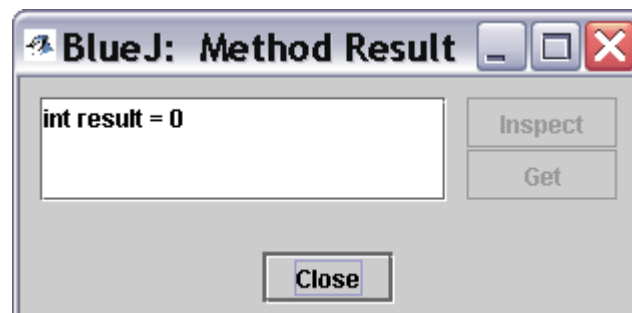 BlueJ: Method Result
int result = 0
Inspect
Get
Close